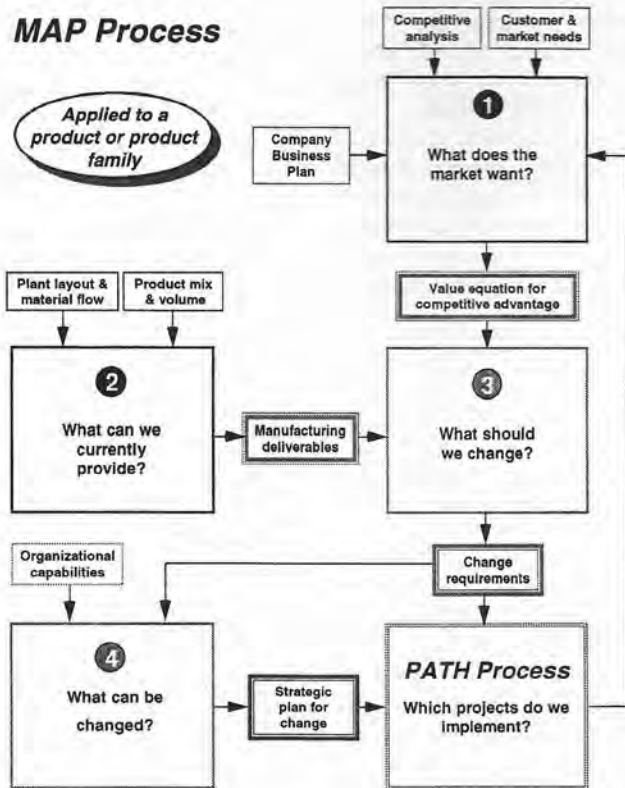 MAP Process
Applied to a
product or product
family
Competitive
analysis
Customer &
market needs
Company
Business
Plan
1
What does the
market want?
Value equation for
competitive advantage
Plant layout &
material flow
Product mix
& volume
2
What can we
currently
provide?
Manufacturing
deliverables
3
What should
we change?
Change
requirements
Organizational
capabilities
4
What can be
changed?
Strategic
plan for
change
PATH Process
Which projects do we
implement?